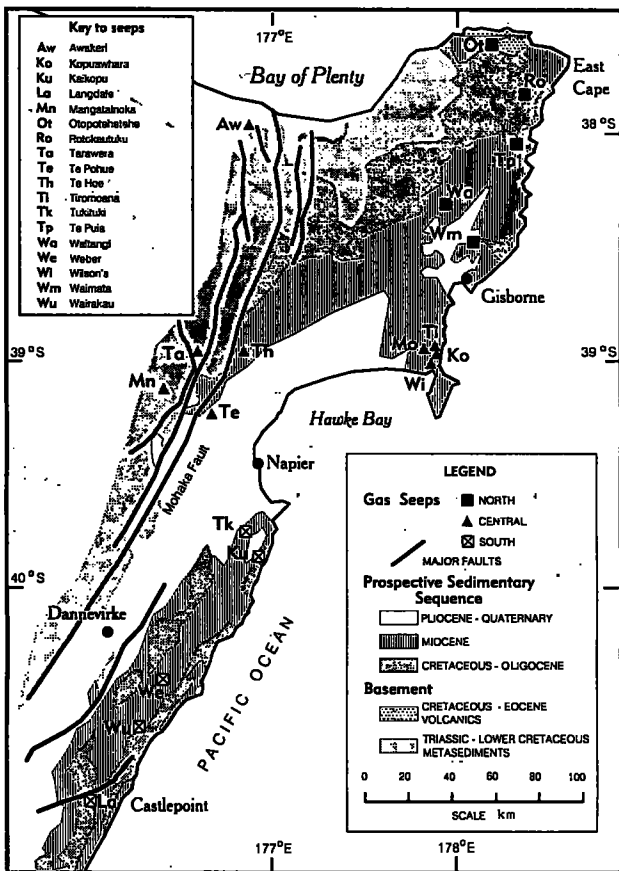 Key to seeps
Aw Awakeri
Ko Kopuawhara
Ku Kaikopu
La Langdale
Mn Mangatainoka
Ot Otopotehetehe
Ro Rotokautuku
Ta Tarawera
Te Te Pohue
Th Te Hoe
Ti Tiromoana
Tk Tukituki
Tp Te Puia
Wa Waitangi
We Weber
Wi Wilson's
Wm Waimata
Wu Wairakau
177°E
178°E
Bay of Plenty
East
Cape
Ot
Ro
Aw
38°S
Tp
Wa
Wm
Gisborne
39°S
39°S
Ta
Th
Mo
Ti
Ko
Mn
Te
Wi
Hawke Bay
Napier
Mohaka Fault
Tk
Ku
40°S
Dannevirke
We
Wu
La
Castlepoint
PACIFIC OCEAN
LEGEND
Gas Seeps NORTH
CENTRAL
SOUTH
MAJOR FAULTS
Prospective Sedimentary
Sequence
PLIOCENE - QUATERNARY
MIOCENE
CRETACEOUS - OLIGOCENE
Basement
CRETACEOUS - EOCENE
VOLCANICS
TRIASSIC - LOWER CRETACEOUS
METASEDIMENTS
0 20 40 60 80 100
SCALE km
177°E
178°E